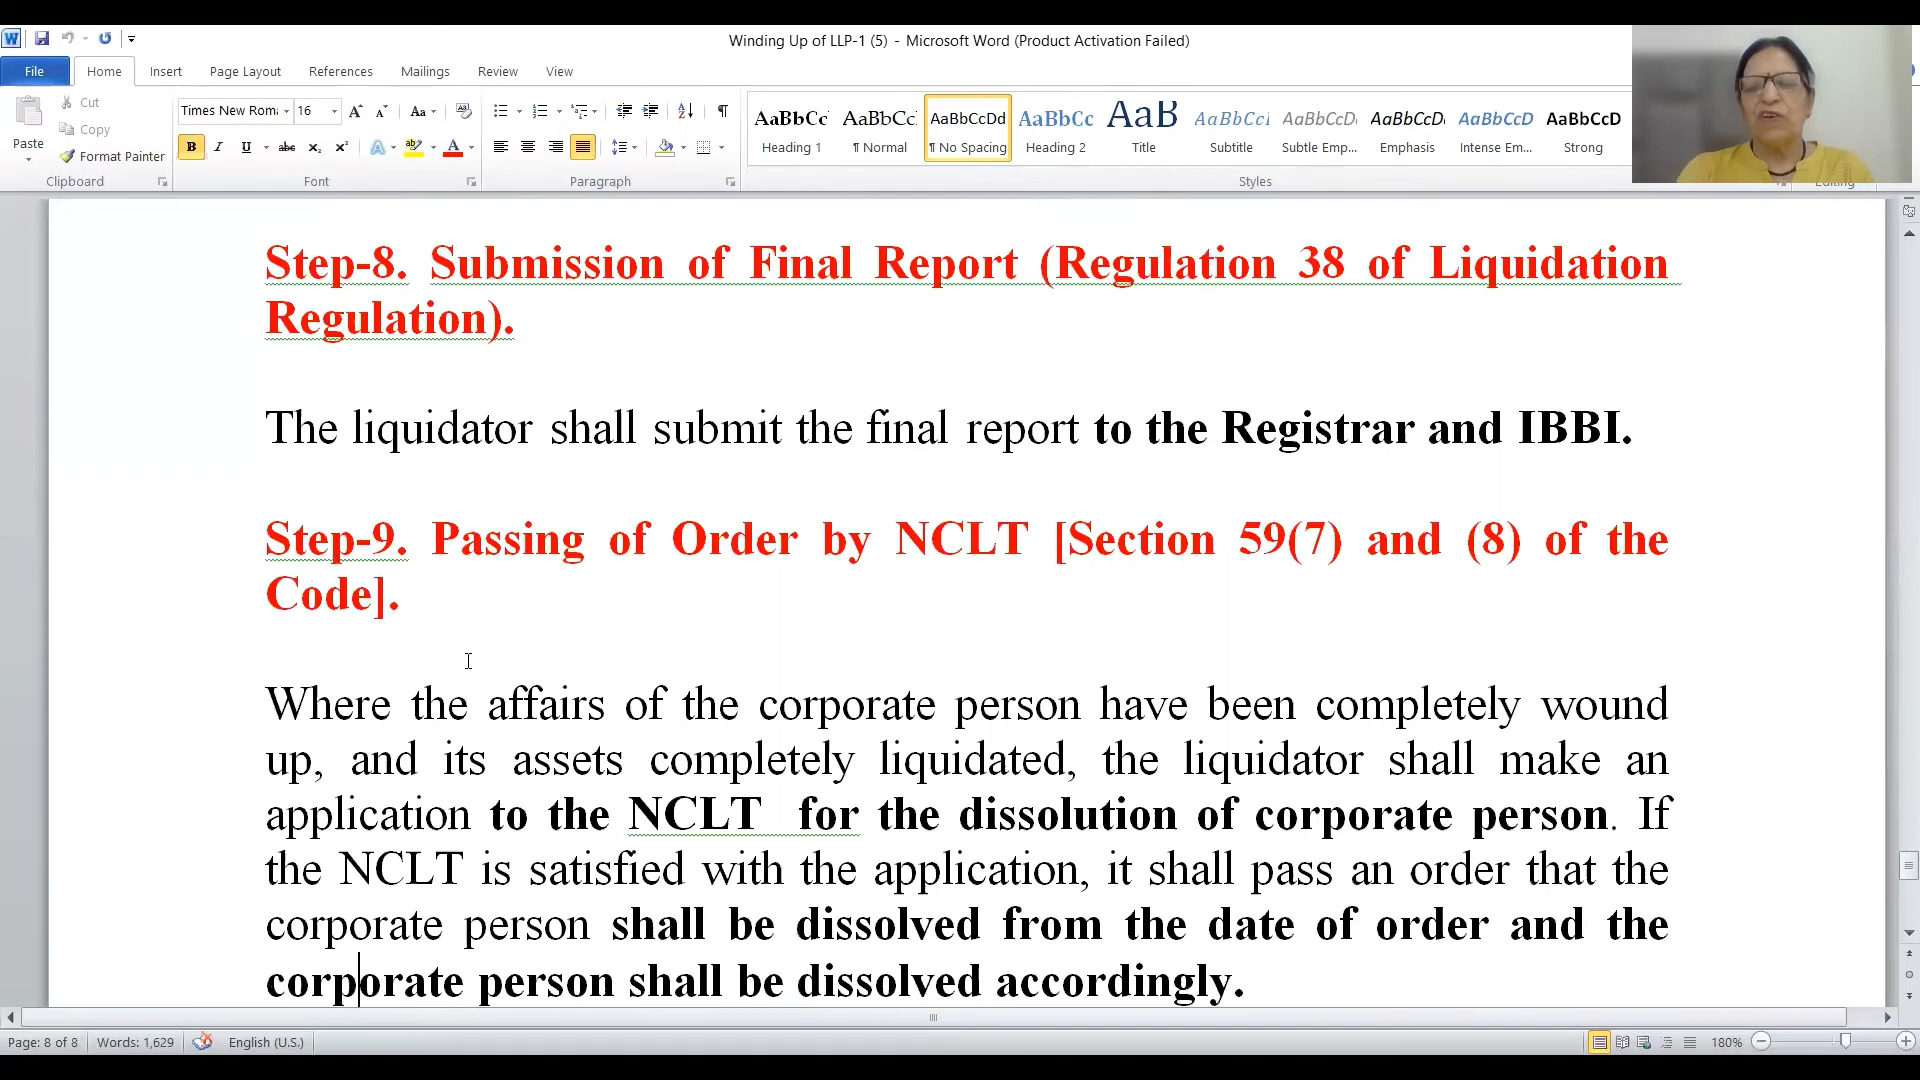 Winding Up of LLP-1 (5) - Microsoft Word (Product Activation Failed)
File Home Insert Page Layout References Mailings Review View
Paste
Cut
Copy
Format Painter
Clipboard
Times New Roma 16
Font
Paragraph
AaBbCc AaBbCc AaBbCcDd AaBbCc AaB AaBbCcI AaBbCcD AaBbCcD AaBbCcD AaBbCcD
Heading 1 ¶ Normal ¶ No Spacing Heading 2 Title Subtitle Subtle Emp... Emphasis Intense Em... Strong
Styles
Step-8. Submission of Final Report (Regulation 38 of Liquidation
Regulation).
The liquidator shall submit the final report to the Registrar and IBBI.
Step-9. Passing of Order by NCLT [Section 59(7) and (8) of the
Code].
Where the affairs of the corporate person have been completely wound
up, and its assets completely liquidated, the liquidator shall make an
application to the NCLT for the dissolution of corporate person. If
the NCLT is satisfied with the application, it shall pass an order that the
corporate person shall be dissolved from the date of order and the
corporate person shall be dissolved accordingly.
Page: 8 of 8 Words: 1,629 English (U.S.) 180%